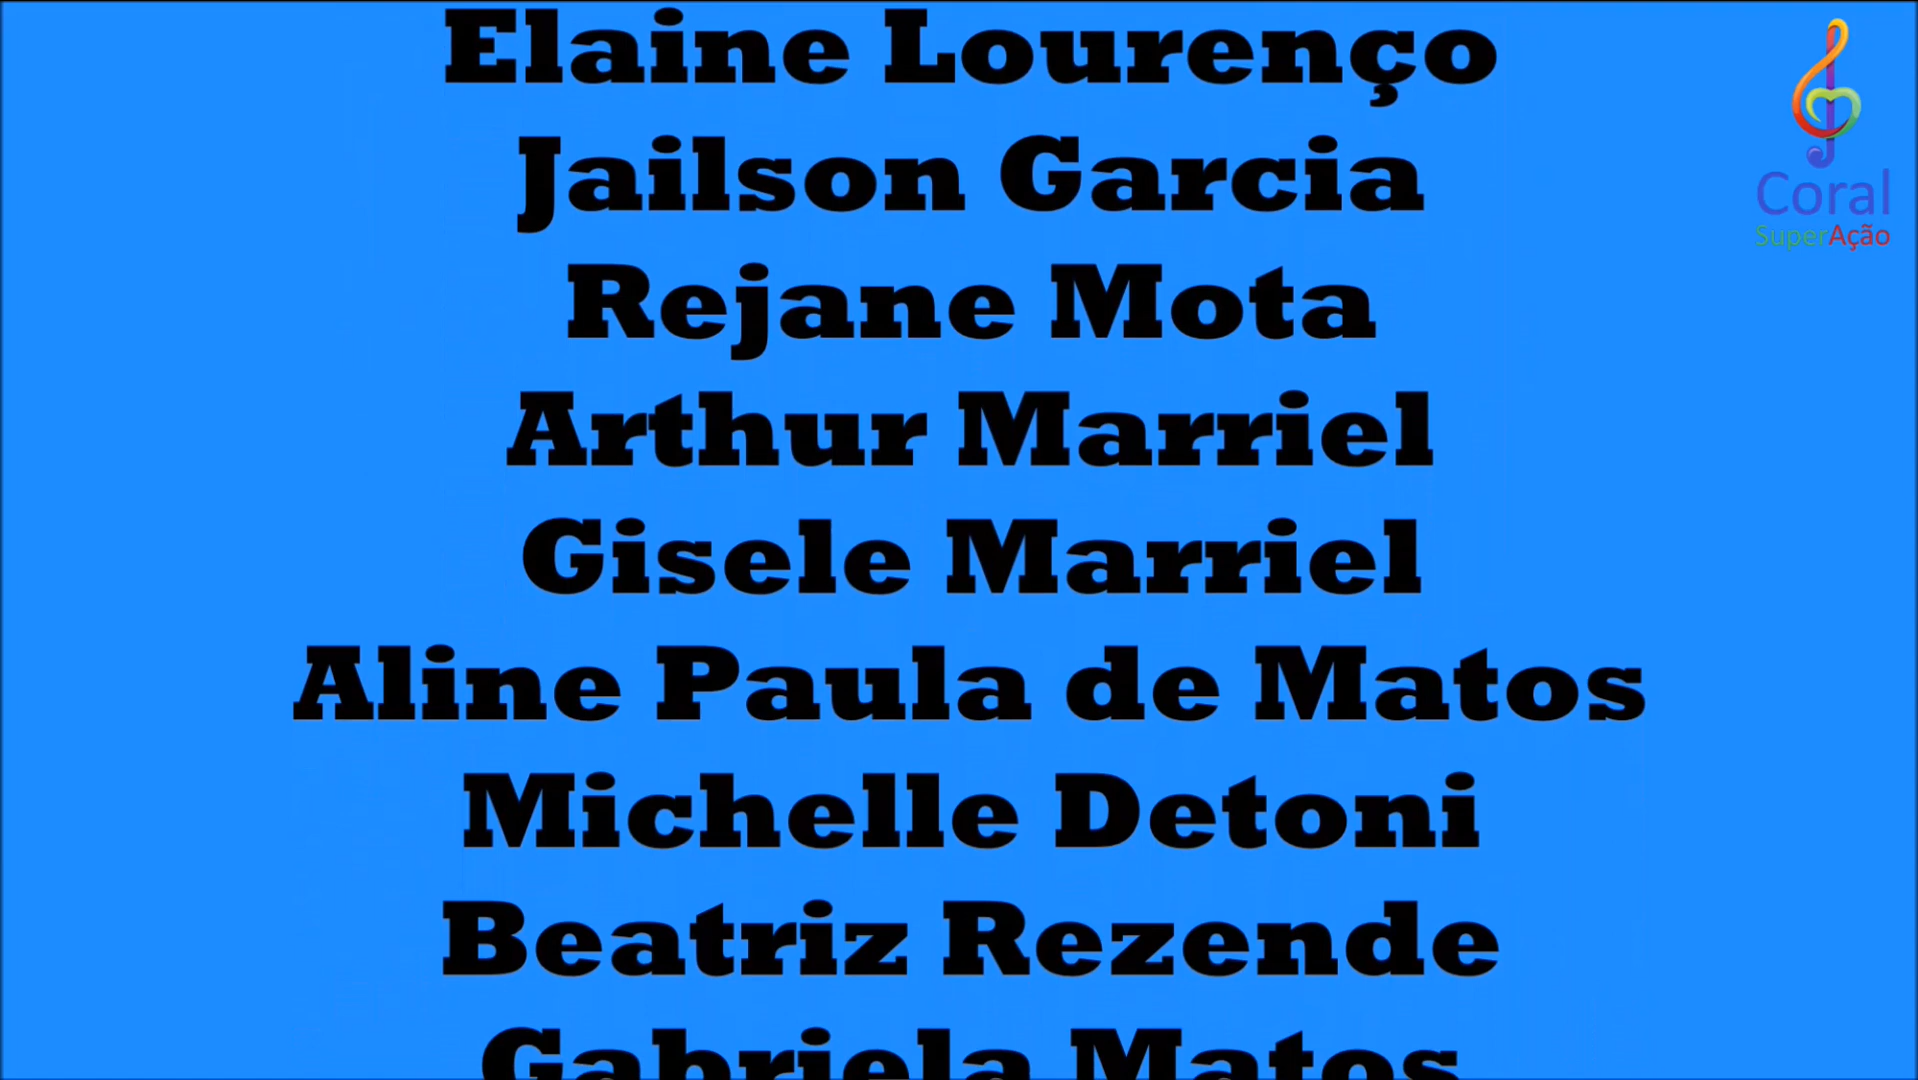 Elaine Lourenço
Jailson Garcia
Rejane Mota
Arthur Marriel
Gisele Marriel
Aline Paula de Matos
Michelle Detoni
Beatriz Rezende
Gabriela Matos
Coral
SuperAção